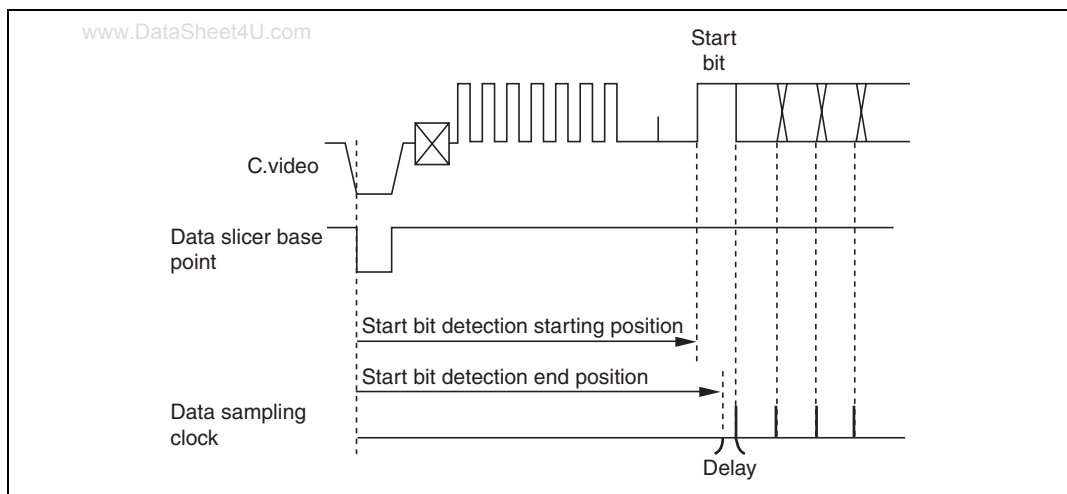 www.DataSheet4U.com
Start
bit
C.video
Data slicer base
point
Start bit detection starting position
Start bit detection end position
Data sampling
clock
Delay